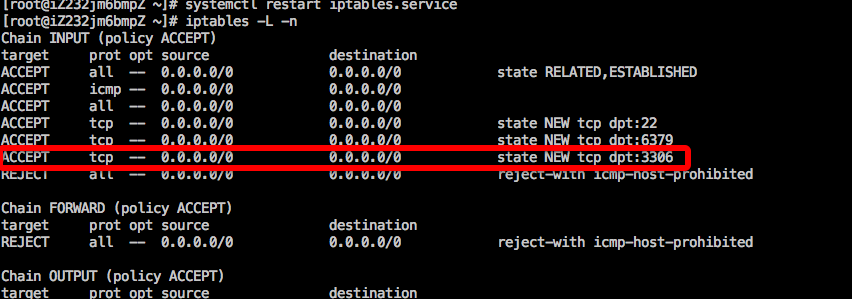 [root@iZ232jm6bmpZ ~]# systemctl restart iptables.service
[root@iZ232jm6bmpZ ~]# iptables -L -n
Chain INPUT (policy ACCEPT)
target prot opt source destination
ACCEPT all -- 0.0.0.0/0 0.0.0.0/0 state RELATED,ESTABLISHED
ACCEPT icmp -- 0.0.0.0/0 0.0.0.0/0
ACCEPT all -- 0.0.0.0/0 0.0.0.0/0
ACCEPT tcp -- 0.0.0.0/0 0.0.0.0/0 state NEW tcp dpt:22
ACCEPT tcp -- 0.0.0.0/0 0.0.0.0/0 state NEW tcp dpt:6379
ACCEPT tcp -- 0.0.0.0/0 0.0.0.0/0 state NEW tcp dpt:3306
REJECT all -- 0.0.0.0/0 0.0.0.0/0 reject-with icmp-host-prohibited
Chain FORWARD (policy ACCEPT)
target prot opt source destination
REJECT all -- 0.0.0.0/0 0.0.0.0/0 reject-with icmp-host-prohibited
Chain OUTPUT (policy ACCEPT)
target prot opt source destination